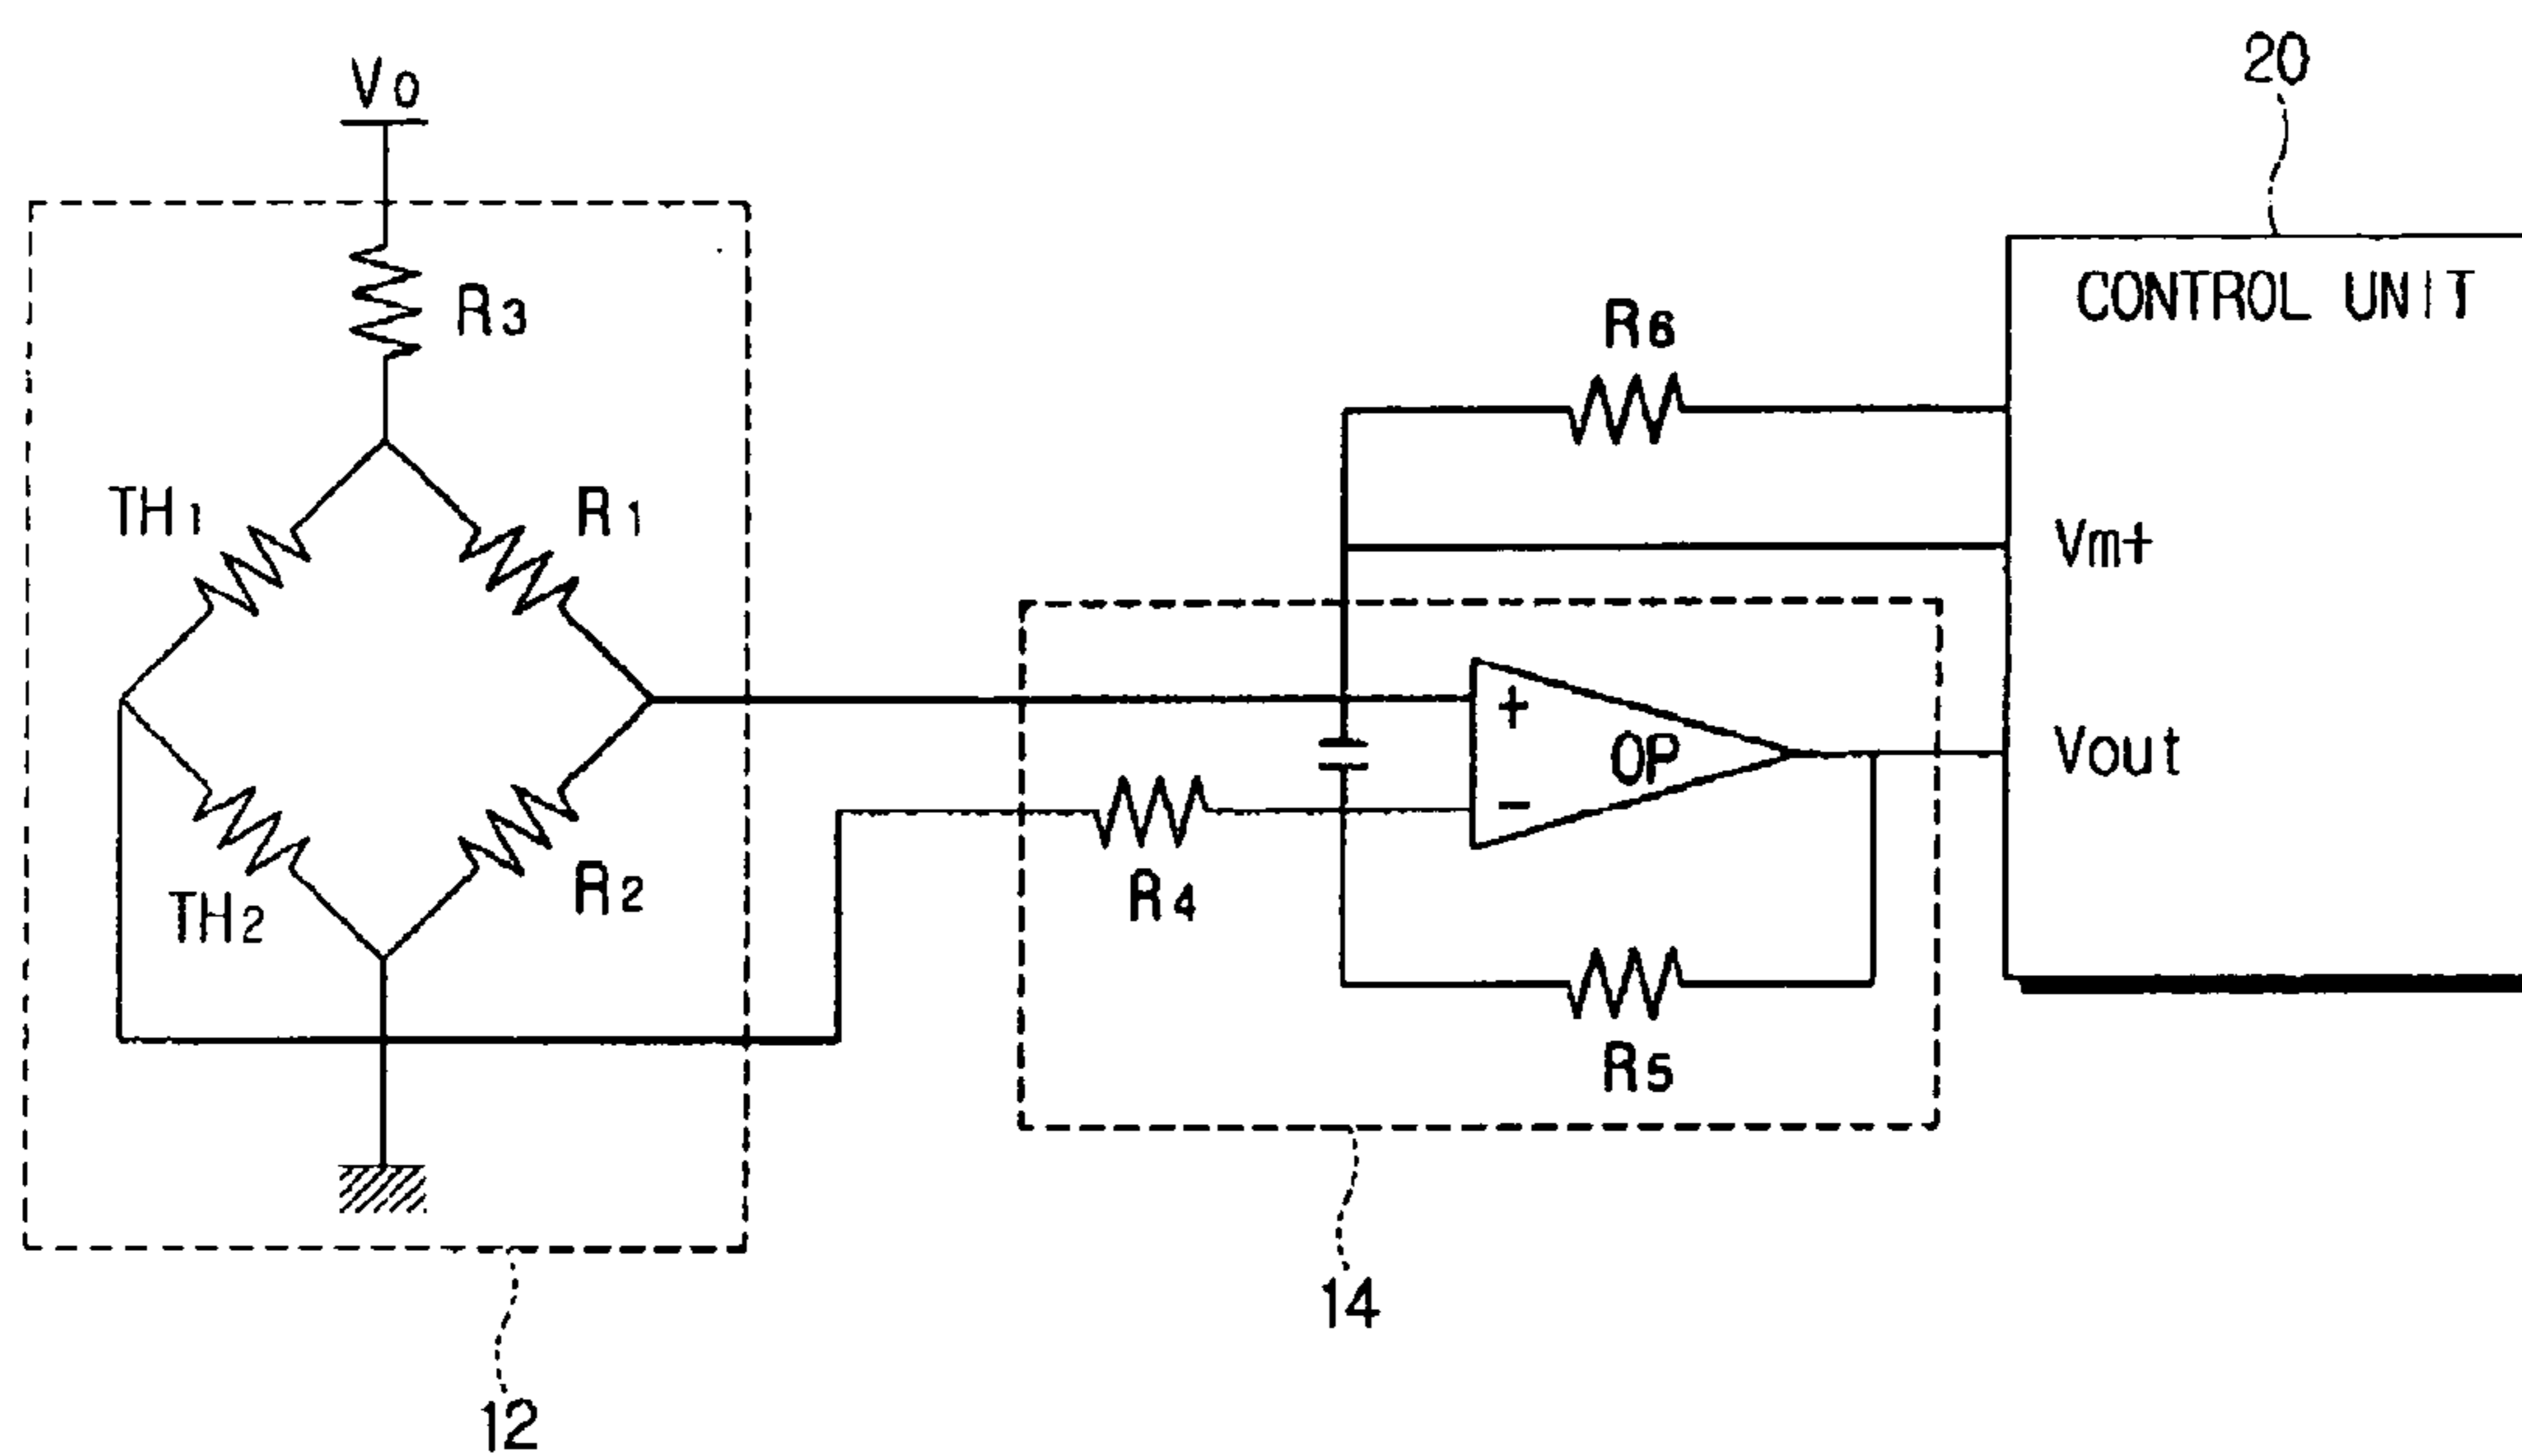 20
Vo
CONTROL UNIT
R3
R6
TH1
R1
Vm+
+
OP
Vout
-
R4
TH2
R2
R5
14
12